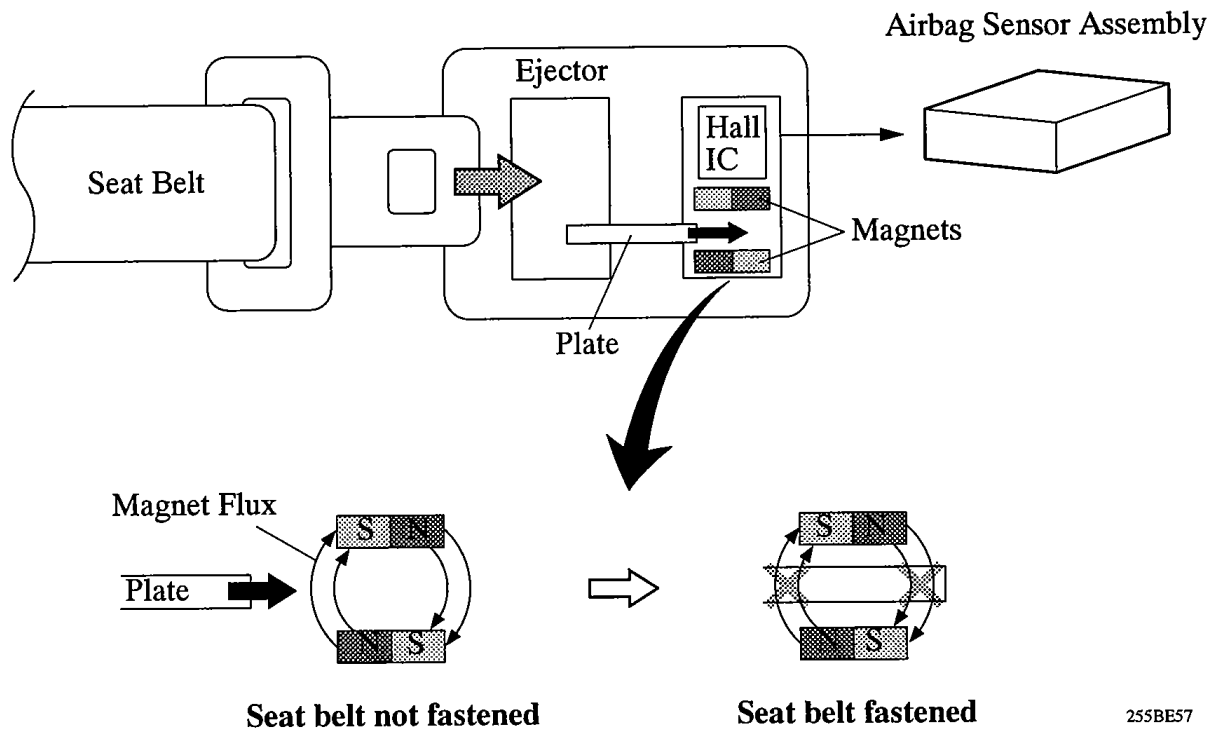 Airbag Sensor Assembly
Ejector
Hall
IC
Seat Belt
Magnets
Plate
Magnet Flux
S N
S N
Plate
N S
N S
Seat belt not fastened
Seat belt fastened
255BE57